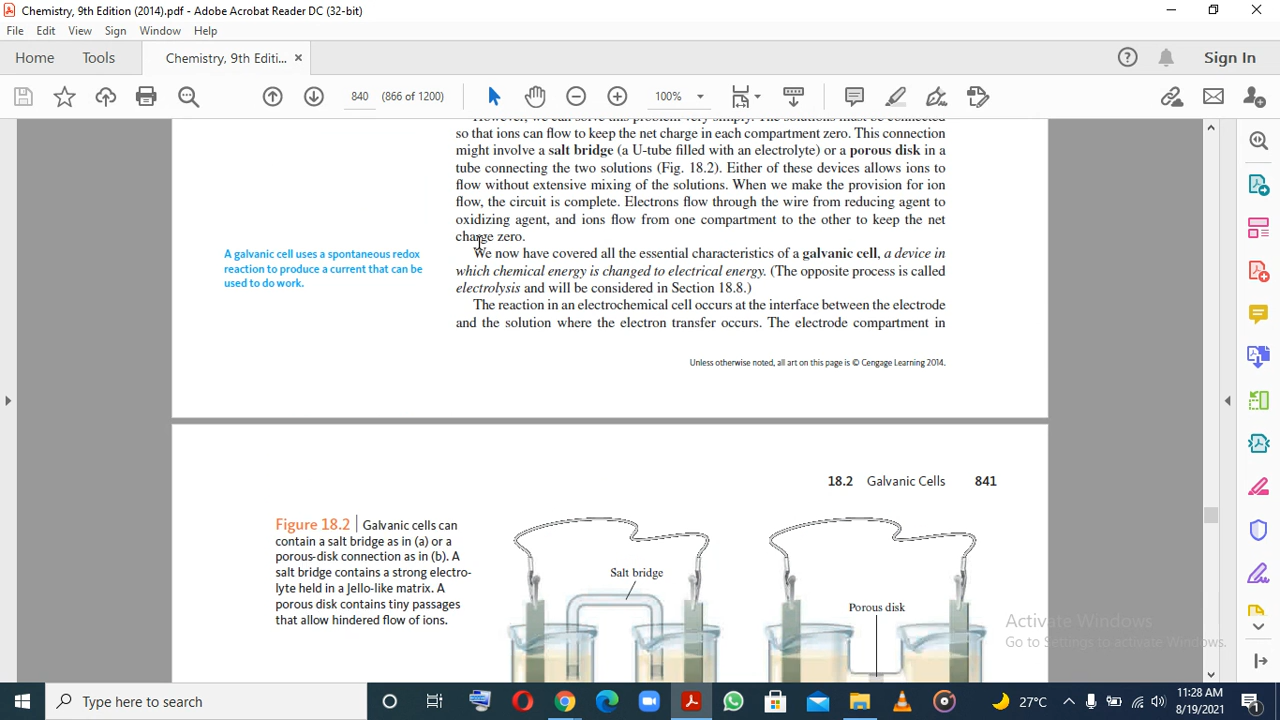 Chemistry, 9th Edition (2014).pdf - Adobe Acrobat Reader DC (32-bit)
File Edit View Sign Window Help
Home Tools Chemistry, 9th Editi... × Sign In
840 (866 of 1200) 100%
However, we can solve this problem very simply. The solutions must be connected
so that ions can flow to keep the net charge in each compartment zero. This connection
might involve a salt bridge (a U-tube filled with an electrolyte) or a porous disk in a
tube connecting the two solutions (Fig. 18.2). Either of these devices allows ions to
flow without extensive mixing of the solutions. When we make the provision for ion
flow, the circuit is complete. Electrons flow through the wire from reducing agent to
oxidizing agent, and ions flow from one compartment to the other to keep the net
charge zero.
A galvanic cell uses a spontaneous redox
reaction to produce a current that can be
used to do work.
We now have covered all the essential characteristics of a galvanic cell, a device in
which chemical energy is changed to electrical energy. (The opposite process is called
electrolysis and will be considered in Section 18.8.)
The reaction in an electrochemical cell occurs at the interface between the electrode
and the solution where the electron transfer occurs. The electrode compartment in
Unless otherwise noted, all art on this page is © Cengage Learning 2014.
18.2 Galvanic Cells 841
Figure 18.2 | Galvanic cells can
contain a salt bridge as in (a) or a
porous-disk connection as in (b). A
salt bridge contains a strong electro-
lyte held in a Jello-like matrix. A
porous disk contains tiny passages
that allow hindered flow of ions.
Salt bridge
Porous disk
Activate Windows
Go to Settings to activate Windows.
Type here to search
27°C
11:28 AM
8/19/2021
1